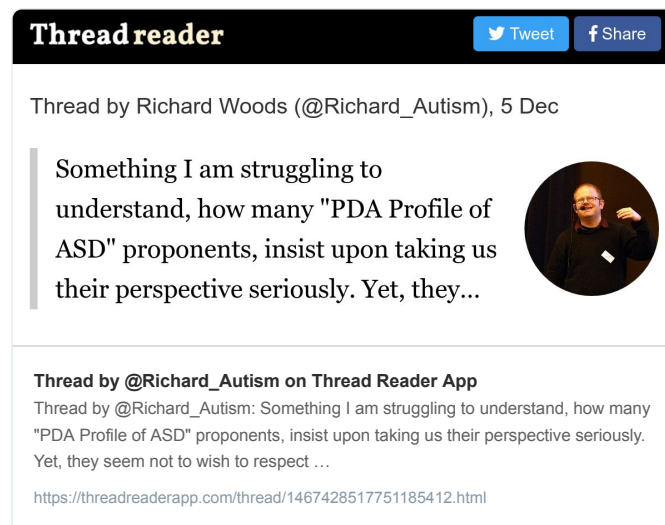 Thread reader
Tweet
Share
Thread by Richard Woods (@Richard_Autism), 5 Dec
Something I am struggling to
understand, how many "PDA Profile of
ASD" proponents, insist upon taking us
their perspective seriously. Yet, they...
Thread by @Richard_Autism on Thread Reader App
Thread by @Richard_Autism: Something I am struggling to understand, how many
"PDA Profile of ASD" proponents, insist upon taking us their perspective seriously.
Yet, they seem not to wish to respect …
https://threadreaderapp.com/thread/1467428517751185412.html